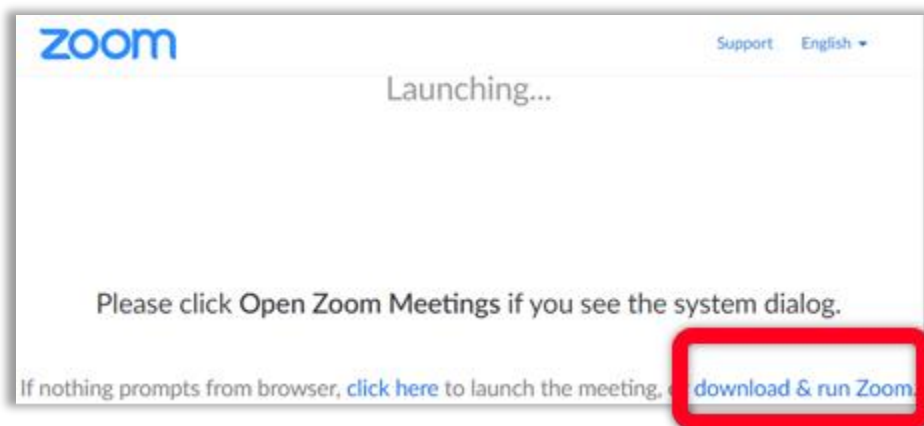 zoom
Support English
Launching...
Please click Open Zoom Meetings if you see the system dialog.
If nothing prompts from browser, click here to launch the meeting, download & run Zoom.